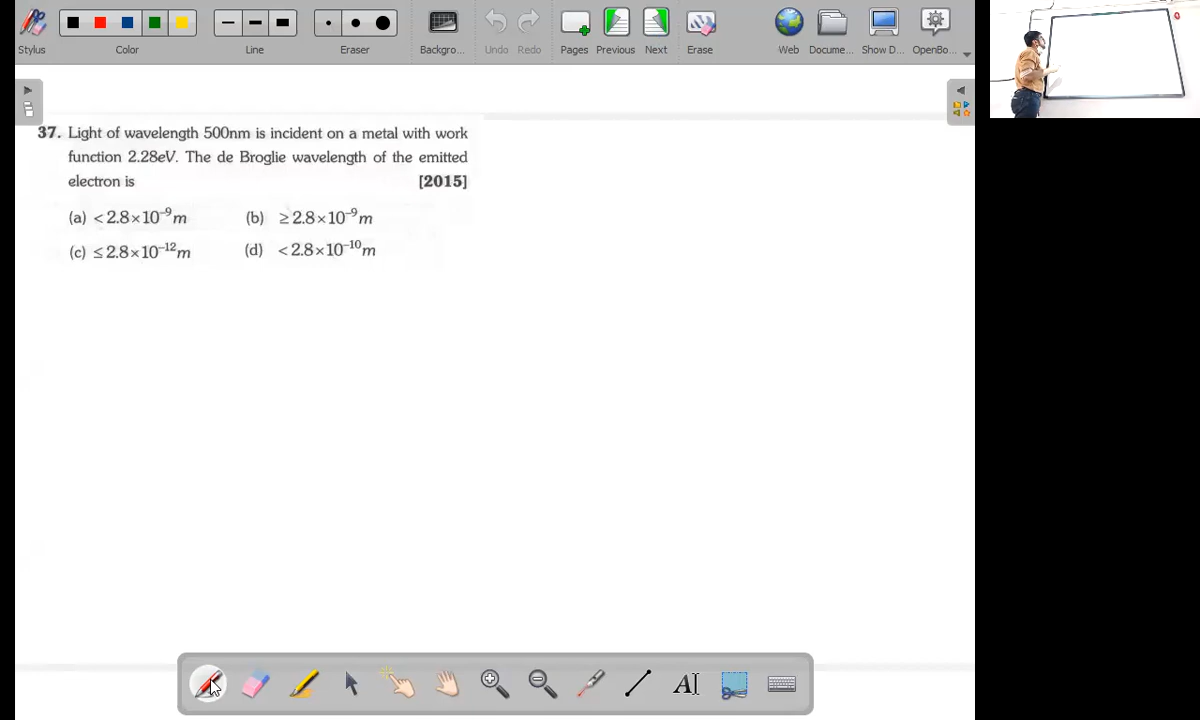 Stylus
Color
Line
Eraser
Backgro...
Undo
Redo
Pages
Previous
Next
Erase
Web
Docume...
Show D...
OpenBo...
37. Light of wavelength 500nm is incident on a metal with work
function 2.28eV. The de Broglie wavelength of the emitted
electron is [2015]
(a) < 2.8×10⁻⁹m (b) ≥ 2.8×10⁻⁹m
(c) ≤ 2.8×10⁻¹²m (d) < 2.8×10⁻¹⁰m
A